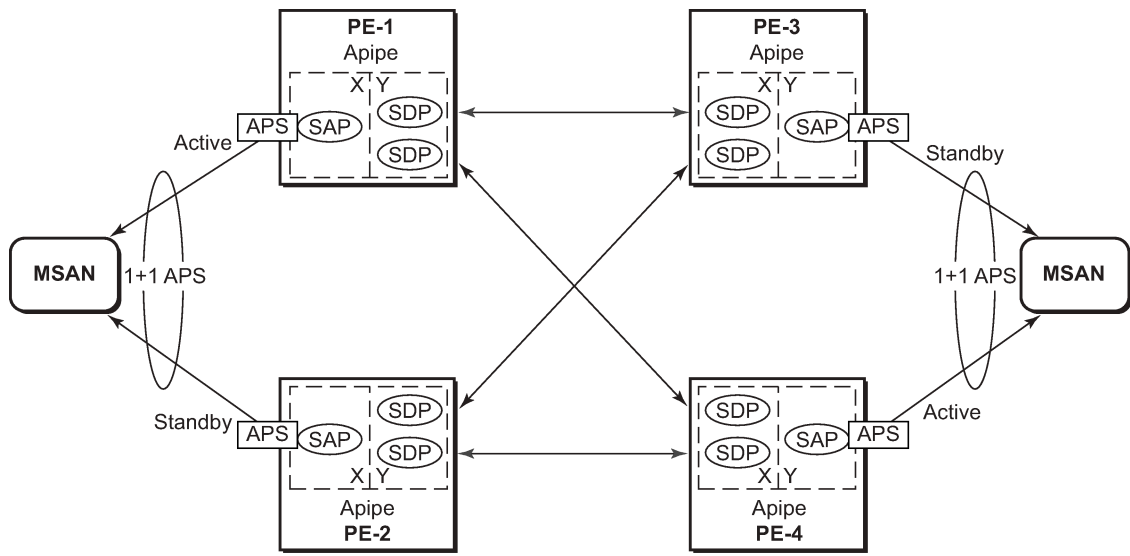 PE-1
Apipe
X Y
APS
SAP
SDP
SDP
Active
PE-3
Apipe
X Y
SDP
SDP
SAP
APS
Standby
MSAN
1+1 APS
1+1 APS
MSAN
Standby
APS
SAP
SDP
SDP
X Y
Apipe
PE-2
SDP
SDP
SAP
APS
Active
X Y
Apipe
PE-4